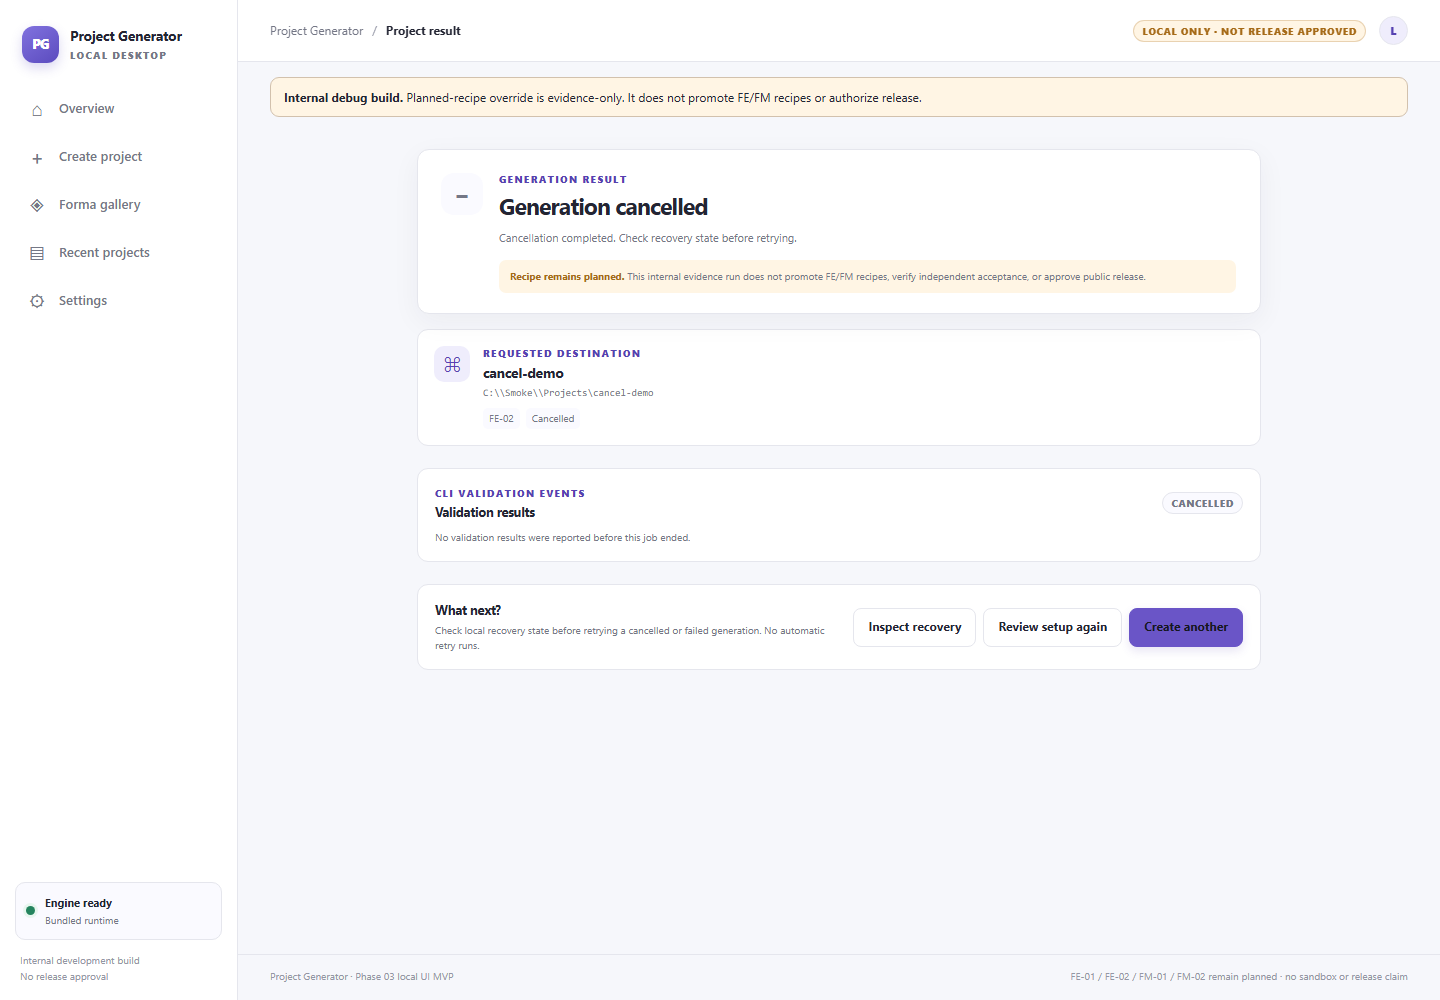 PG
Project Generator
LOCAL DESKTOP
Overview
Create project
Forma gallery
Recent projects
Settings
Engine ready
Bundled runtime
Internal development build
No release approval
Project Generator / Project result
LOCAL ONLY · NOT RELEASE APPROVED
L
Internal debug build. Planned-recipe override is evidence-only. It does not promote FE/FM recipes or authorize release.
GENERATION RESULT
Generation cancelled
Cancellation completed. Check recovery state before retrying.
Recipe remains planned. This internal evidence run does not promote FE/FM recipes, verify independent acceptance, or approve public release.
REQUESTED DESTINATION
cancel-demo
C:\\Smoke\\Projects\cancel-demo
FE-02 Cancelled
CLI VALIDATION EVENTS
Validation results
CANCELLED
No validation results were reported before this job ended.
What next?
Check local recovery state before retrying a cancelled or failed generation. No automatic
retry runs.
Inspect recovery
Review setup again
Create another
Project Generator · Phase 03 local UI MVP
FE-01 / FE-02 / FM-01 / FM-02 remain planned · no sandbox or release claim